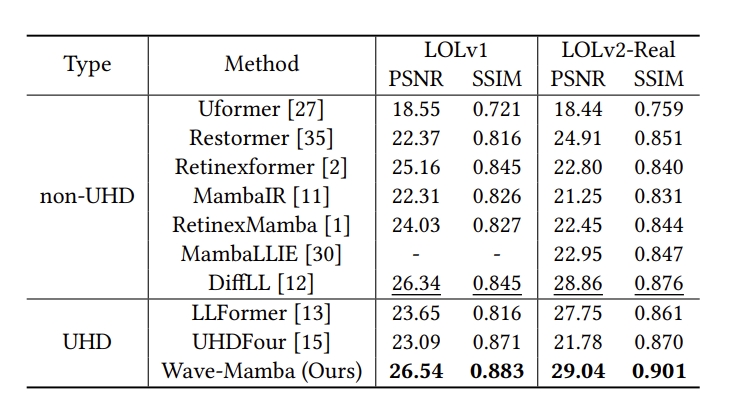 Type Method LOLv1 LOLv2-Real
PSNR SSIM PSNR SSIM
Uformer [27] 18.55 0.721 18.44 0.759
Restormer [35] 22.37 0.816 24.91 0.851
Retinexformer [2] 25.16 0.845 22.80 0.840
non-UHD MambaIR [11] 22.31 0.826 21.25 0.831
RetinexMamba [1] 24.03 0.827 22.45 0.844
MambaLLIE [30] - - 22.95 0.847
DiffLL [12] 26.34 0.845 28.86 0.876
LLFormer [13] 23.65 0.816 27.75 0.861
UHD UHDFour [15] 23.09 0.871 21.78 0.870
Wave-Mamba (Ours) 26.54 0.883 29.04 0.901